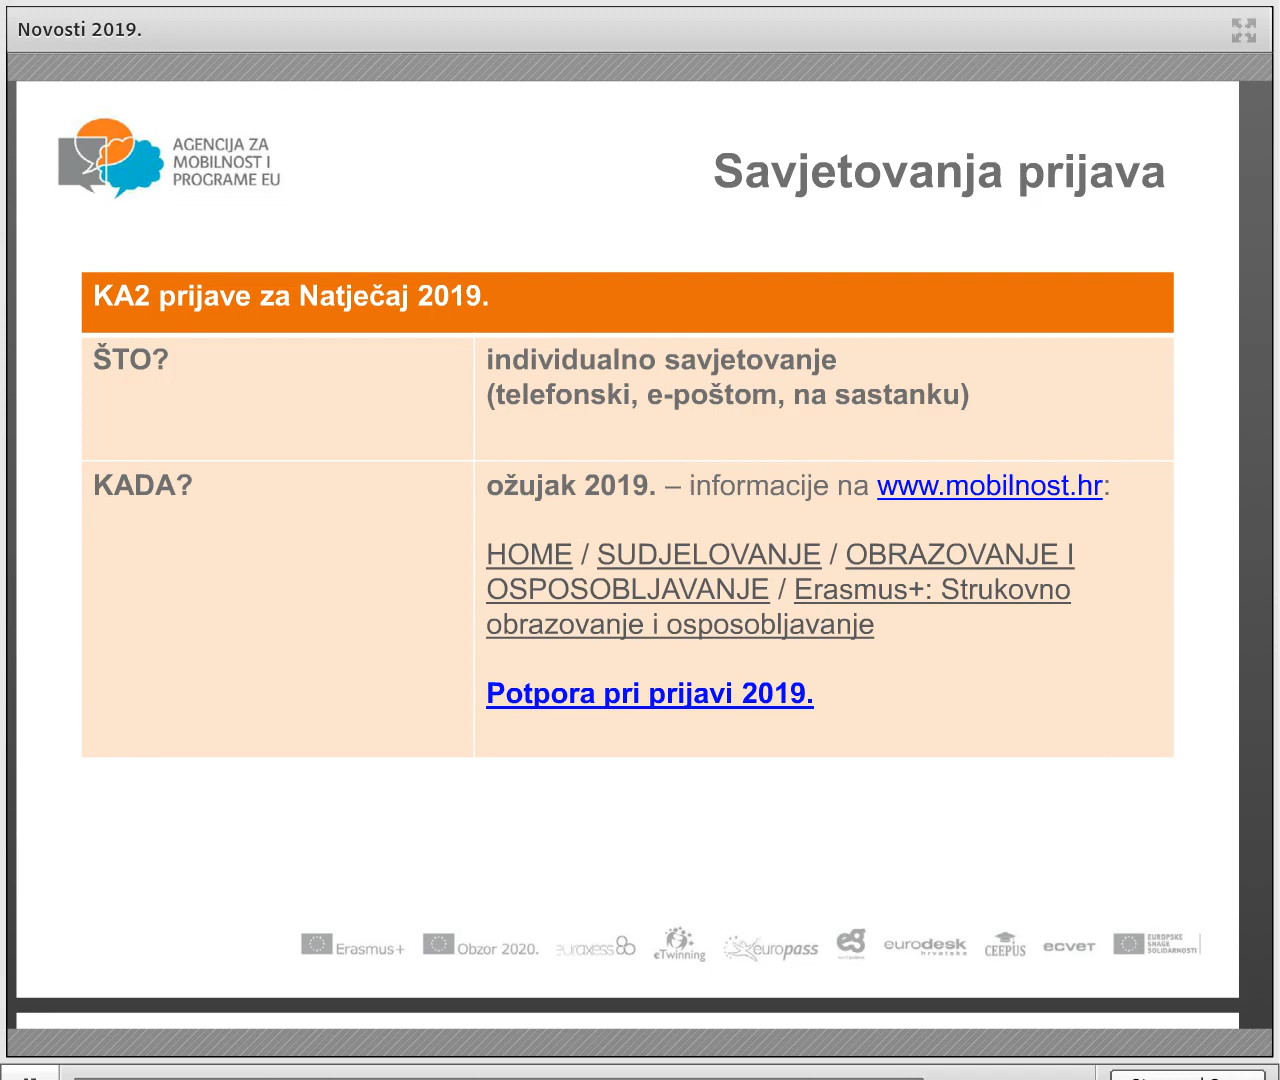 Novosti 2019.
AGENCIJA ZA
MOBILNOST I
PROGRAME EU
Savjetovanja prijava
KA2 prijave za Natječaj 2019.
ŠTO?
individualno savjetovanje
(telefonski, e-poštom, na sastanku)
KADA?
ožujak 2019. – informacije na www.mobilnost.hr:
HOME / SUDJELOVANJE / OBRAZOVANJE I
OSPOSOBLJAVANJE / Erasmus+: Strukovno
obrazovanje i osposobljavanje
Potpora pri prijavi 2019.
Erasmus+
Obzor 2020.
euraxess
eTwinning
europass
eurodesk
hrvatska
CEEPUS
ECVET
EUROPSKE
SNAGE
SOLIDARNOSTI